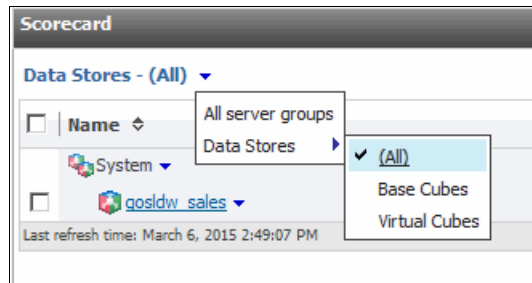 Scorecard
Data Stores - (All)
Name
All server groups
Data Stores
(All)
Base Cubes
Virtual Cubes
System
gosldw_sales
Last refresh time: March 6, 2015 2:49:07 PM